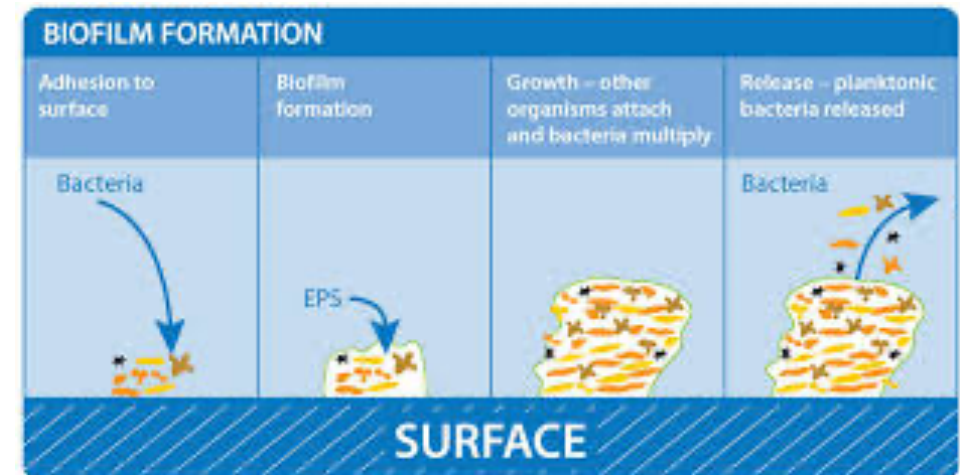 BIOFILM FORMATION
Adhesion to
surface
Biofilm
formation
Growth – other
organisms attach
and bacteria multiply
Release – planktonic
bacteria released
Bacteria
EPS
Bacteria
SURFACE